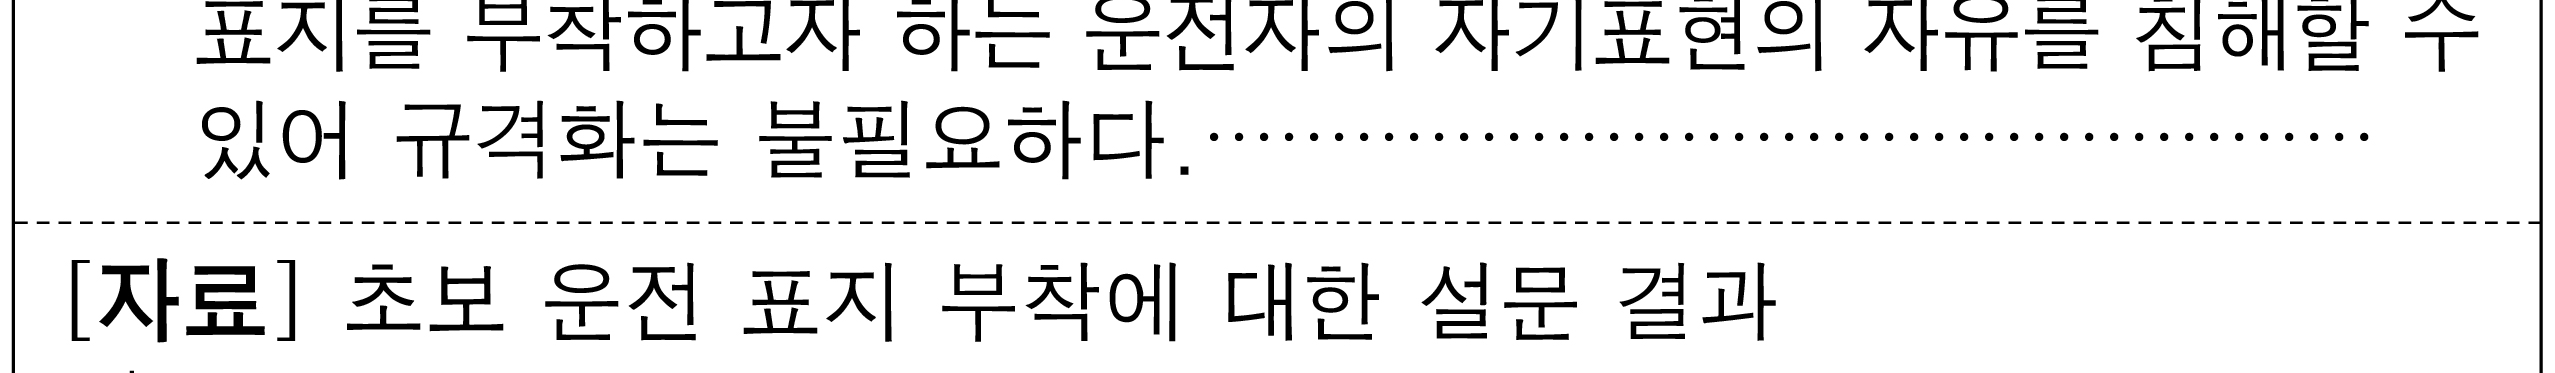 표지를 부착하고자 하는 운전자의 자기표현의 자유를 침해할 수
있어 규격화는 불필요하다.⋯⋯⋯⋯⋯⋯⋯⋯⋯⋯⋯⋯⋯⋯⋯⋯
[자료] 초보 운전 표지 부착에 대한 설문 결과